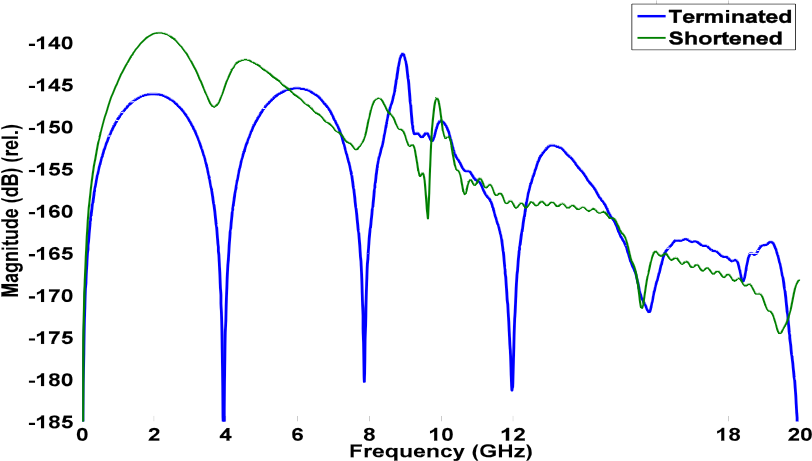 Terminated
Shortened
-140
-145
-150
-155
-160
-165
-170
-175
-180
-185
Magnitude (dB) (rel.)
0 2 4 6 8 10 12 18 20
Frequency (GHz)